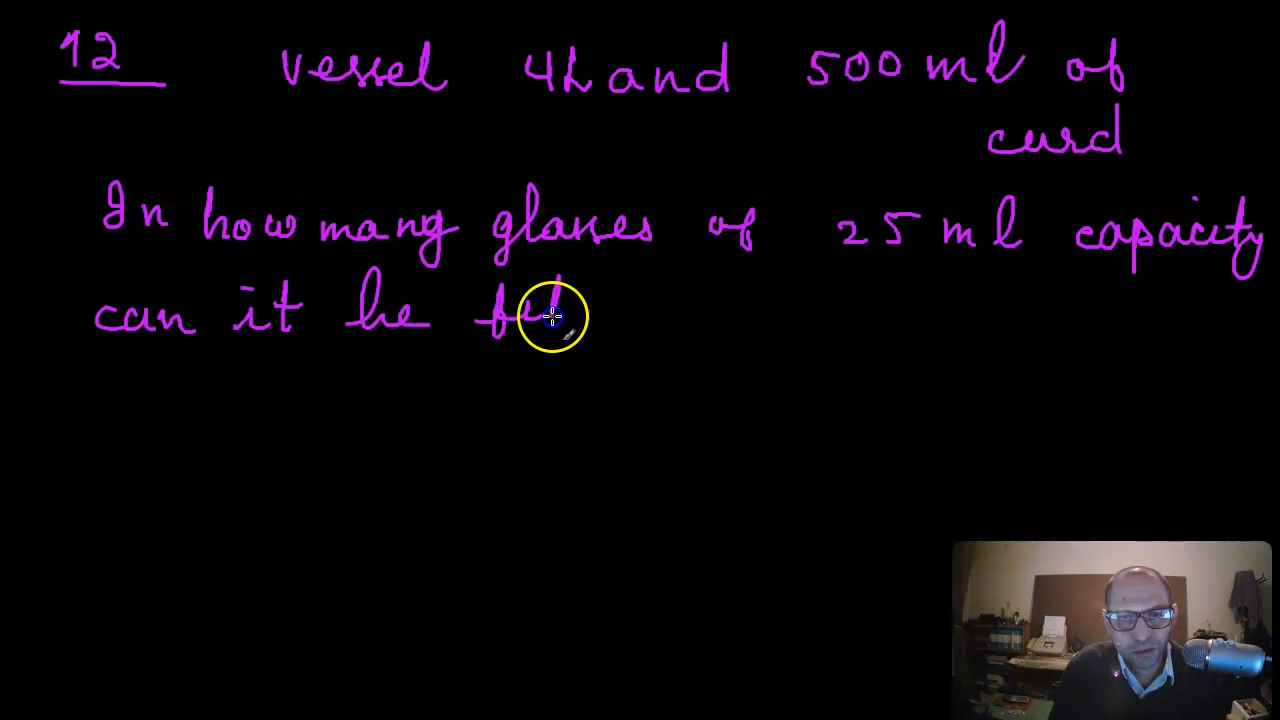 12 vessel 4L and 500 ml of
curd
In how many glasses of 25 ml capacity
can it be fil